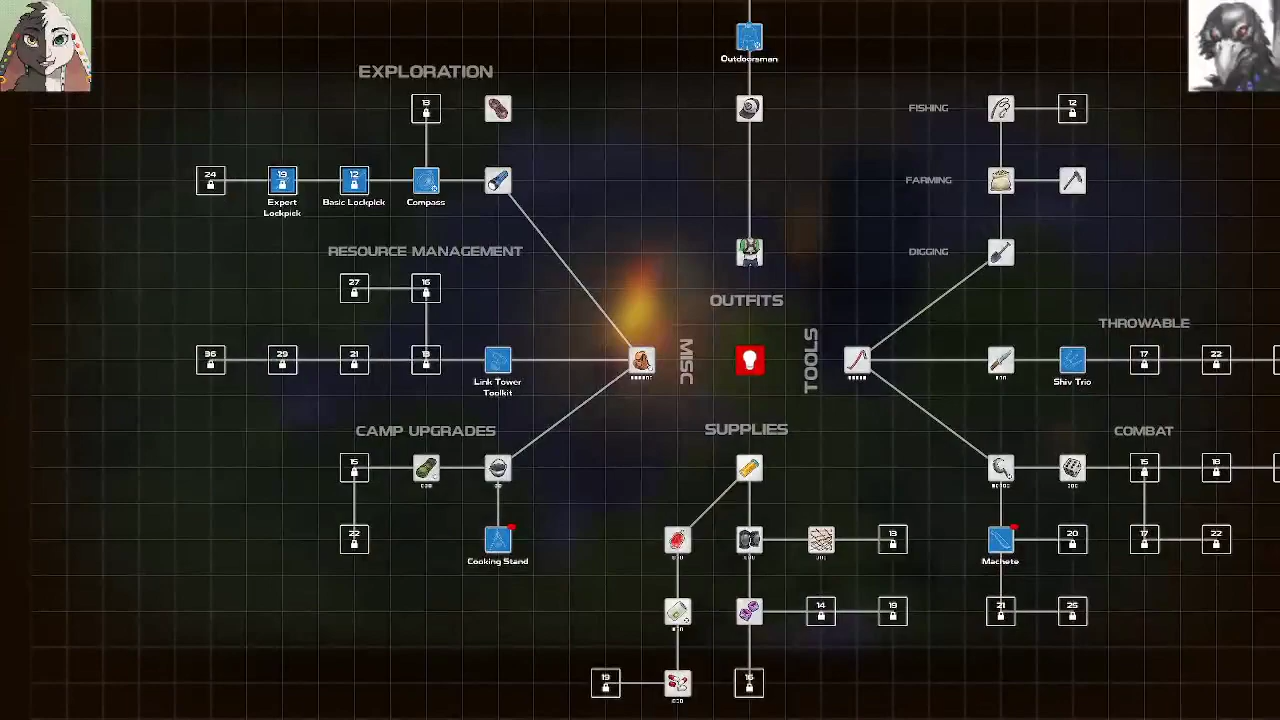 Outdoorsman
EXPLORATION
13
FISHING
12
24
19
Expert
Lockpick
12
Basic Lockpick
Compass
FARMING
RESOURCE MANAGEMENT
DIGGING
27
16
OUTFITS
THROWABLE
36
29
21
18
Link Tower
Toolkit
MISC
TOOLS
Shiv Trio
17
22
CAMP UPGRADES
SUPPLIES
COMBAT
15
15
18
22
Cooking Stand
13
Machete
20
17
22
14
19
21
25
19
16